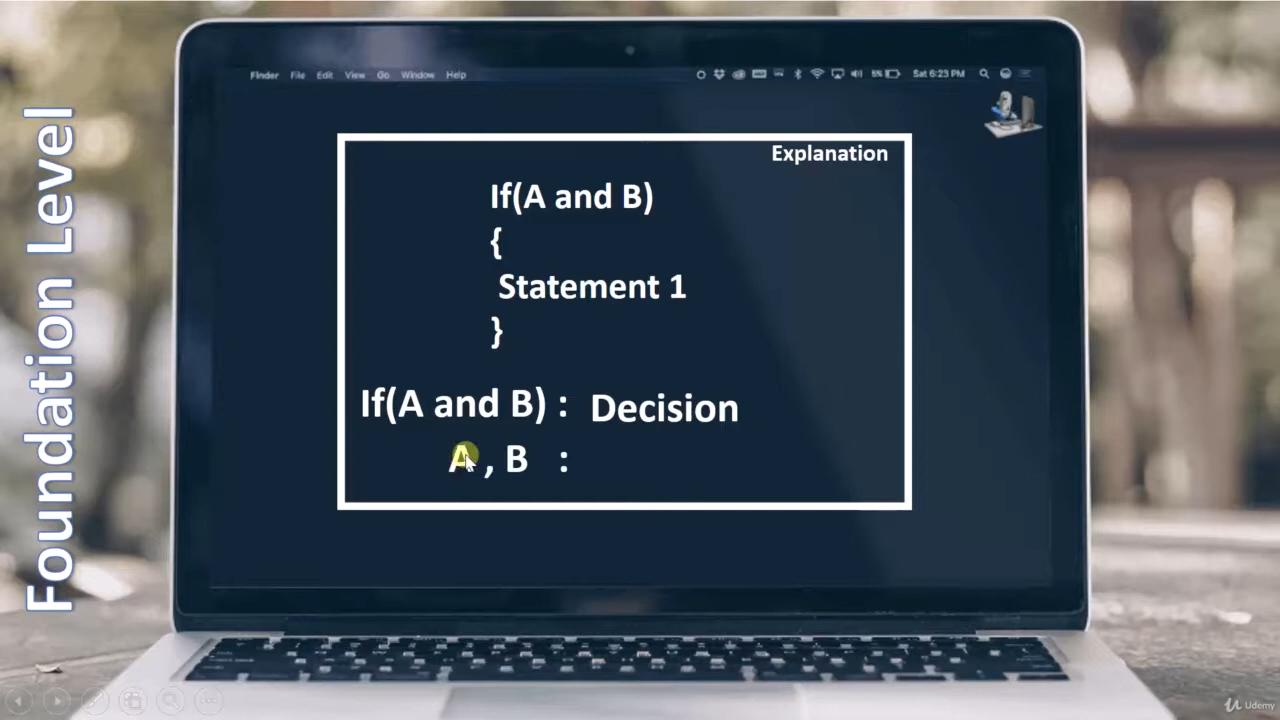 Foundation Level
Finder File Edit View Go Window Help
5% Sat 6:23 PM
Explanation
If(A and B)
{
Statement 1
}
If(A and B) : Decision
A , B :
Udemy